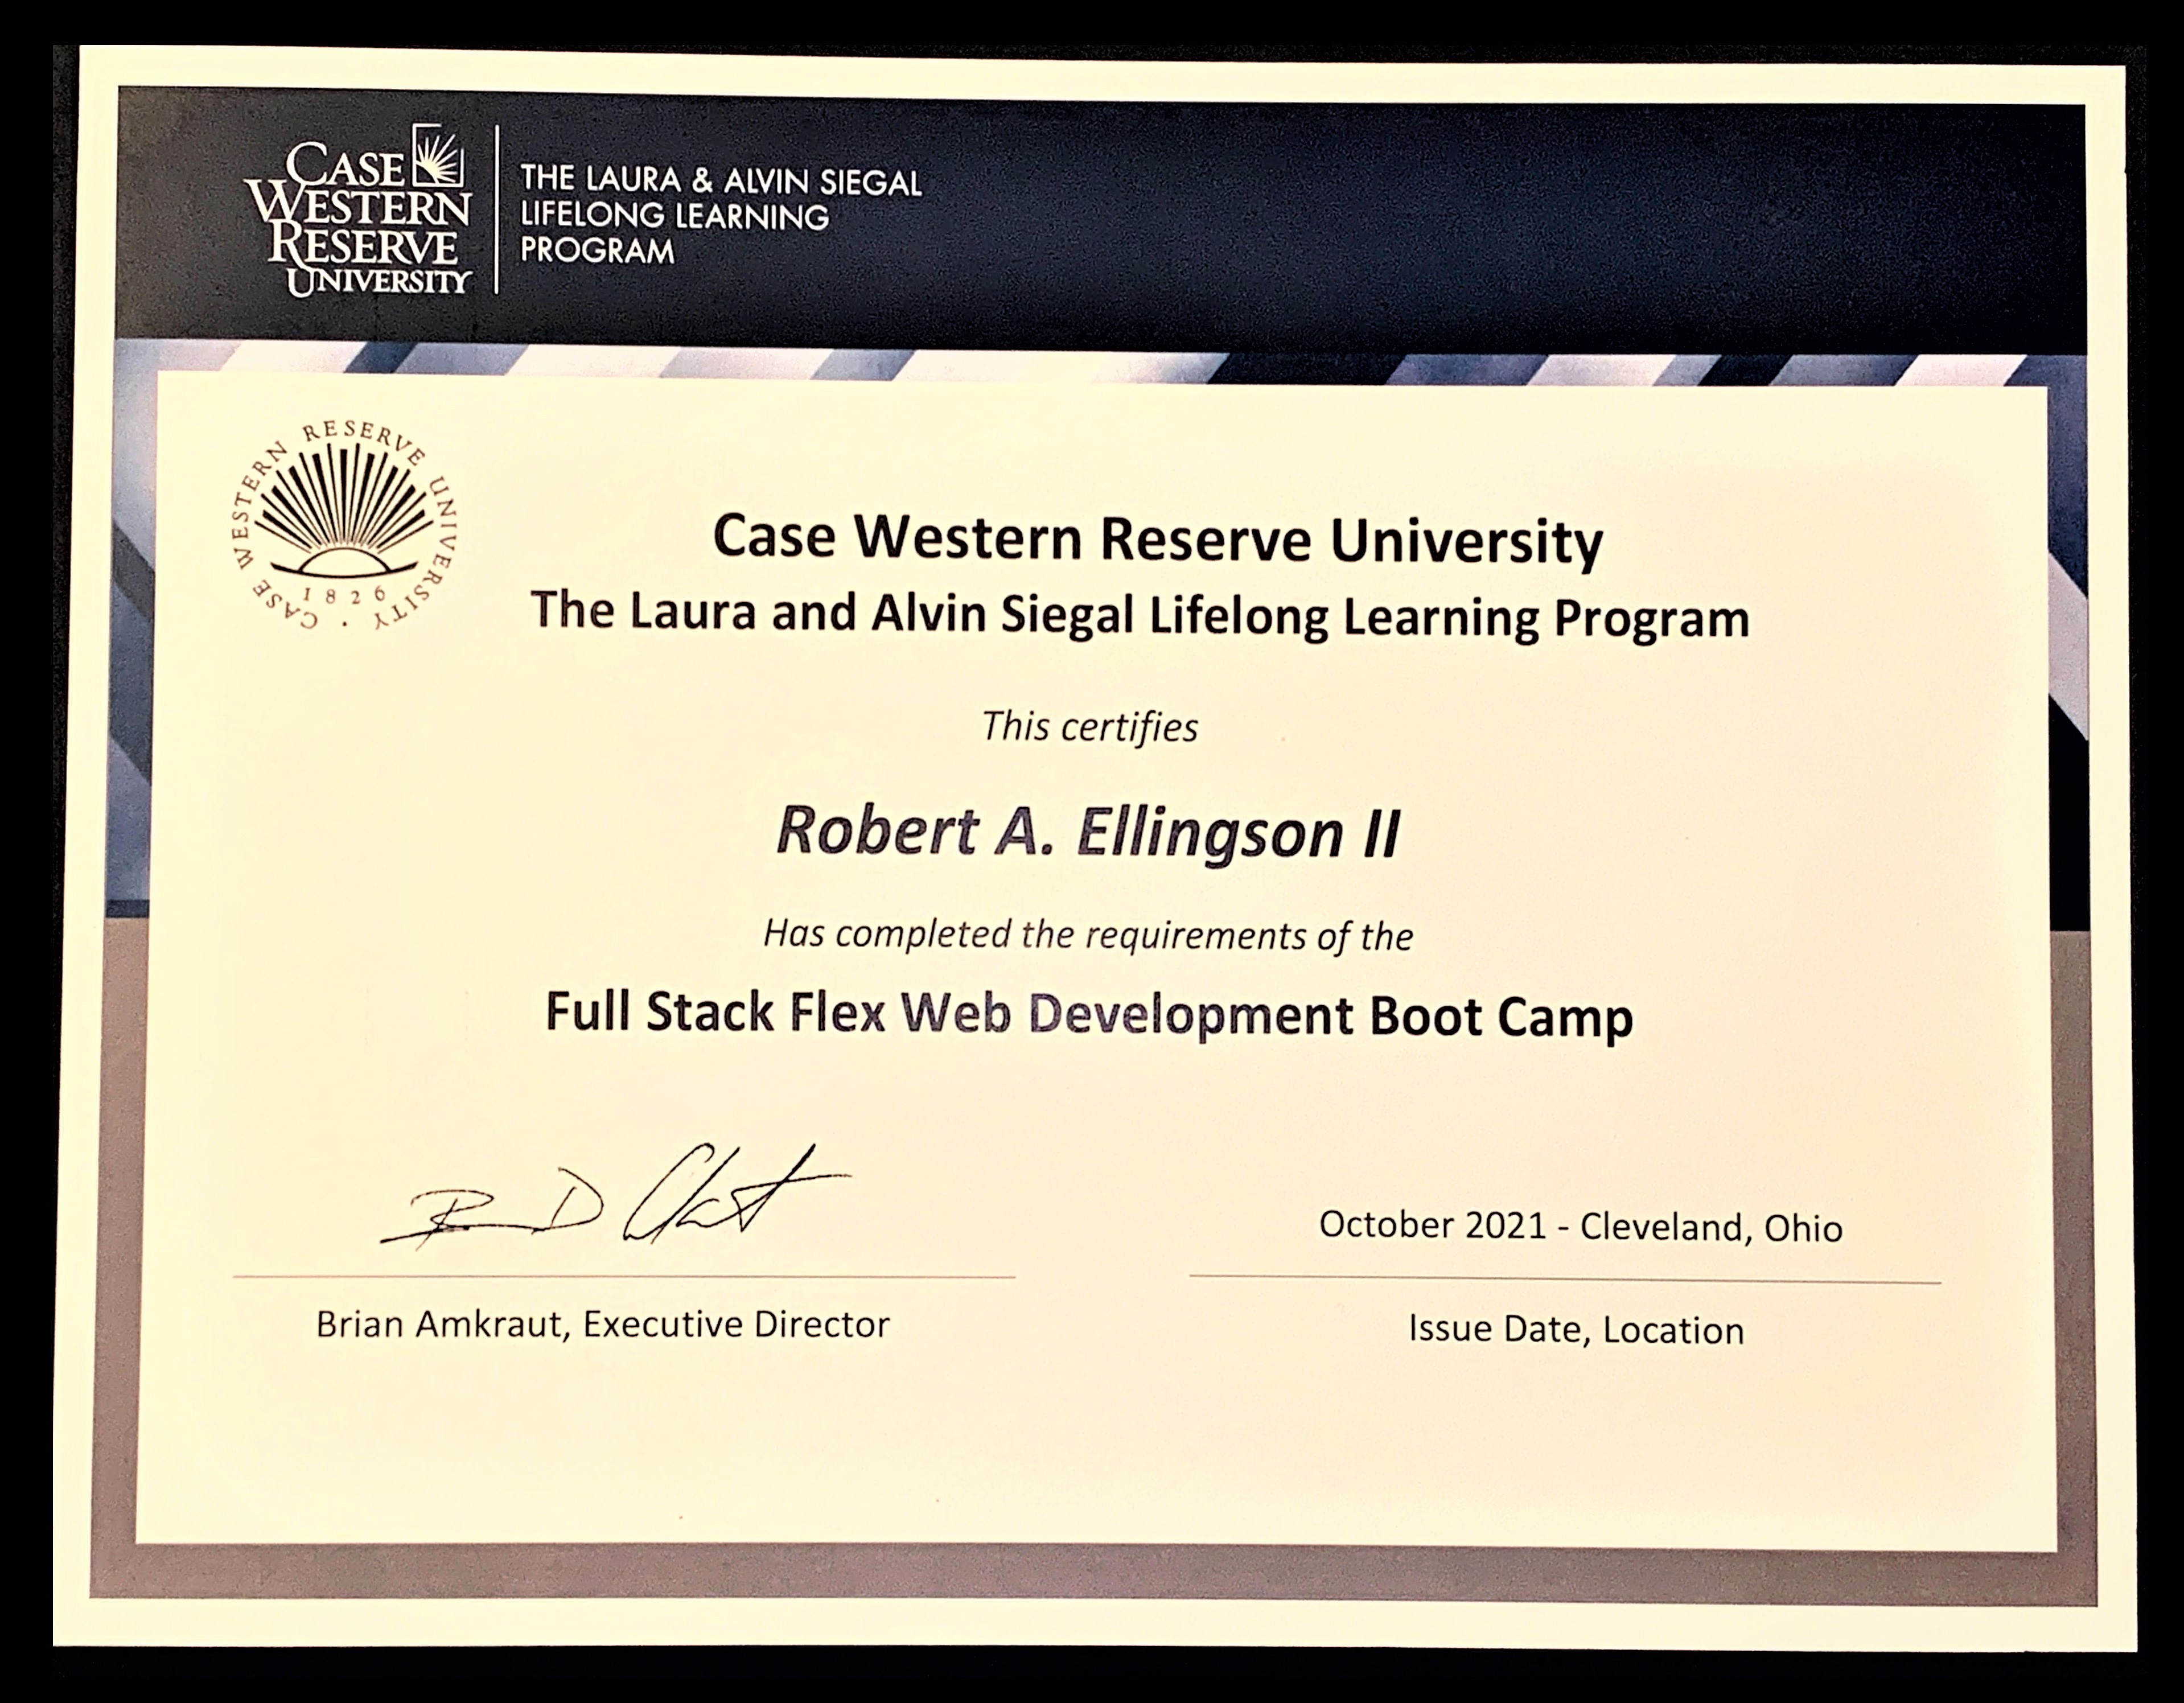 CASE
WESTERN
RESERVE
UNIVERSITY
THE LAURA & ALVIN SIEGAL
LIFELONG LEARNING
PROGRAM
CASE WESTERN RESERVE UNIVERSITY
1826
Case Western Reserve University
The Laura and Alvin Siegal Lifelong Learning Program
This certifies
Robert A. Ellingson II
Has completed the requirements of the
Full Stack Flex Web Development Boot Camp
October 2021 - Cleveland, Ohio
Brian Amkraut, Executive Director
Issue Date, Location